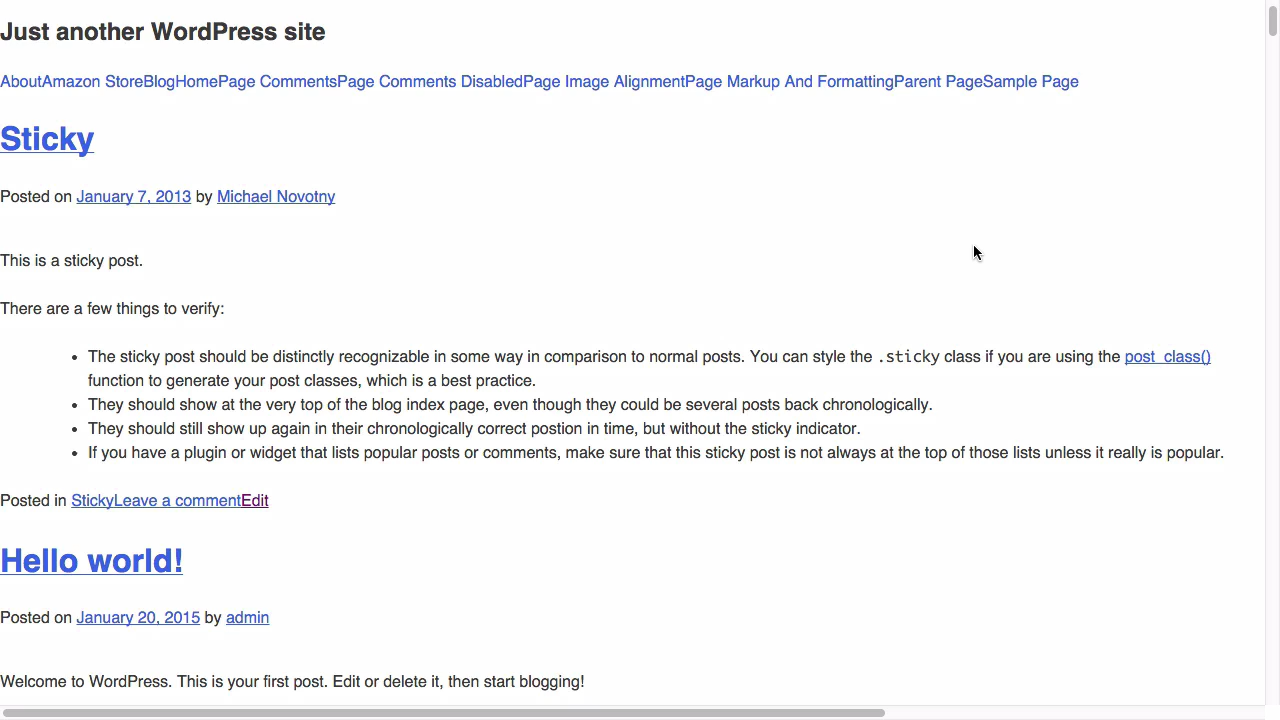 Just another WordPress site
AboutAmazon StoreBlogHomePage CommentsPage Comments DisabledPage Image AlignmentPage Markup And FormattingParent PageSample Page
Sticky
Posted on January 7, 2013 by Michael Novotny
This is a sticky post.
There are a few things to verify:
• The sticky post should be distinctly recognizable in some way in comparison to normal posts. You can style the .sticky class if you are using the post_class()
function to generate your post classes, which is a best practice.
• They should show at the very top of the blog index page, even though they could be several posts back chronologically.
• They should still show up again in their chronologically correct postion in time, but without the sticky indicator.
• If you have a plugin or widget that lists popular posts or comments, make sure that this sticky post is not always at the top of those lists unless it really is popular.
Posted in StickyLeave a commentEdit
Hello world!
Posted on January 20, 2015 by admin
Welcome to WordPress. This is your first post. Edit or delete it, then start blogging!